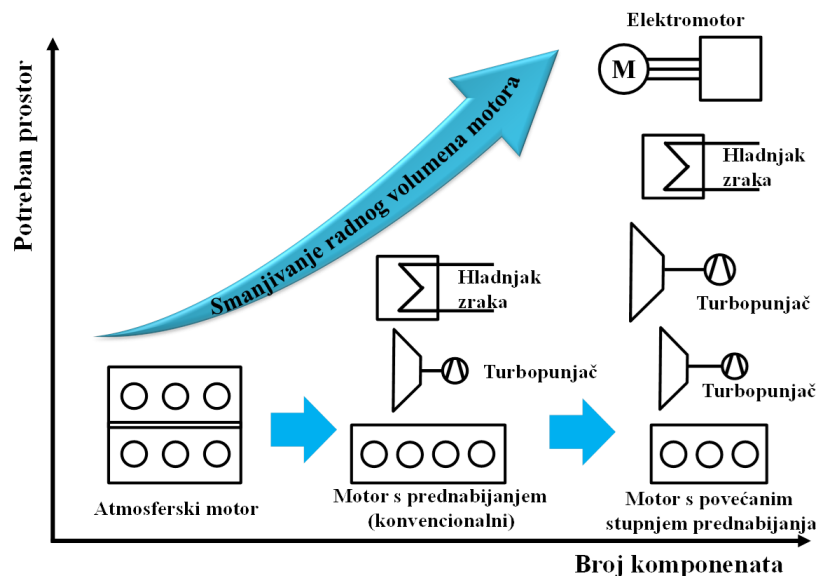 Elektromotor
M
Potreban prostor
Smanjivanje radnog volumena motora
Hladnjak
zraka
Hladnjak
zraka
Turbopunjač
Turbopunjač
Turbopunjač
Atmosferski motor
Motor s prednabijanjem
(konvencionalni)
Motor s povećanim
stupnjem prednabijanja
Broj komponenata